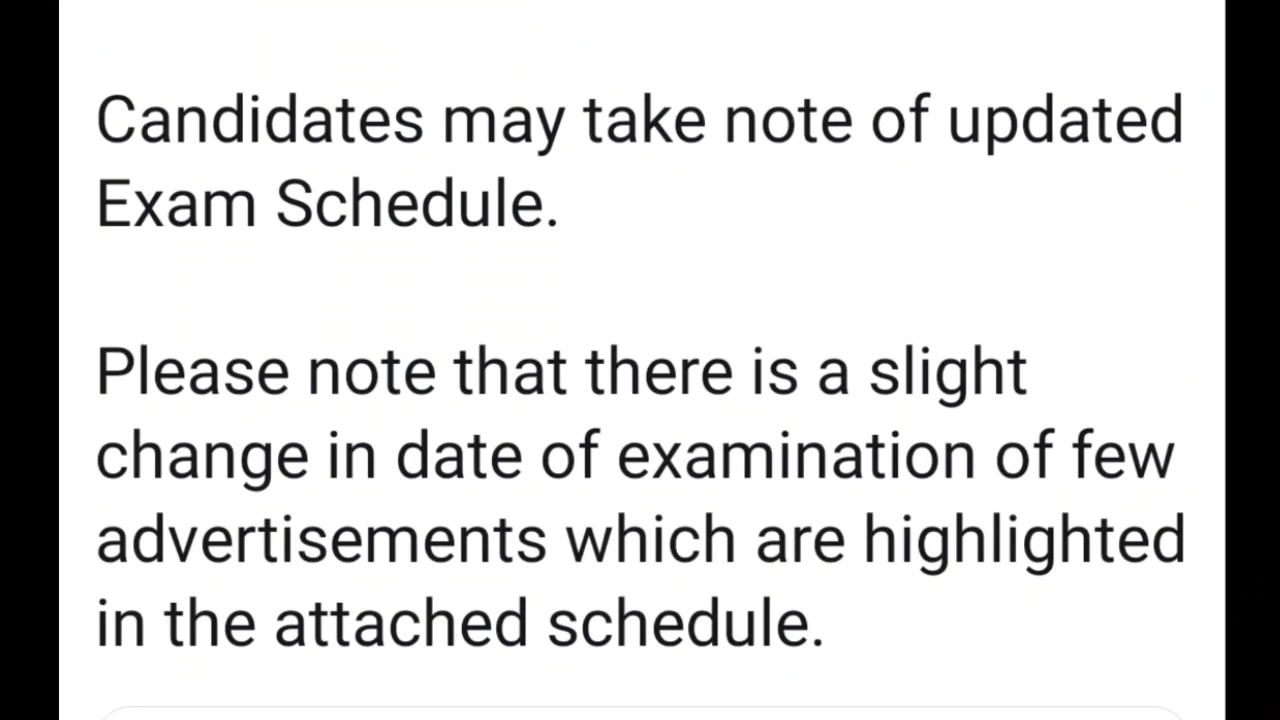 Candidates may take note of updated
Exam Schedule.
Please note that there is a slight
change in date of examination of few
advertisements which are highlighted
in the attached schedule.